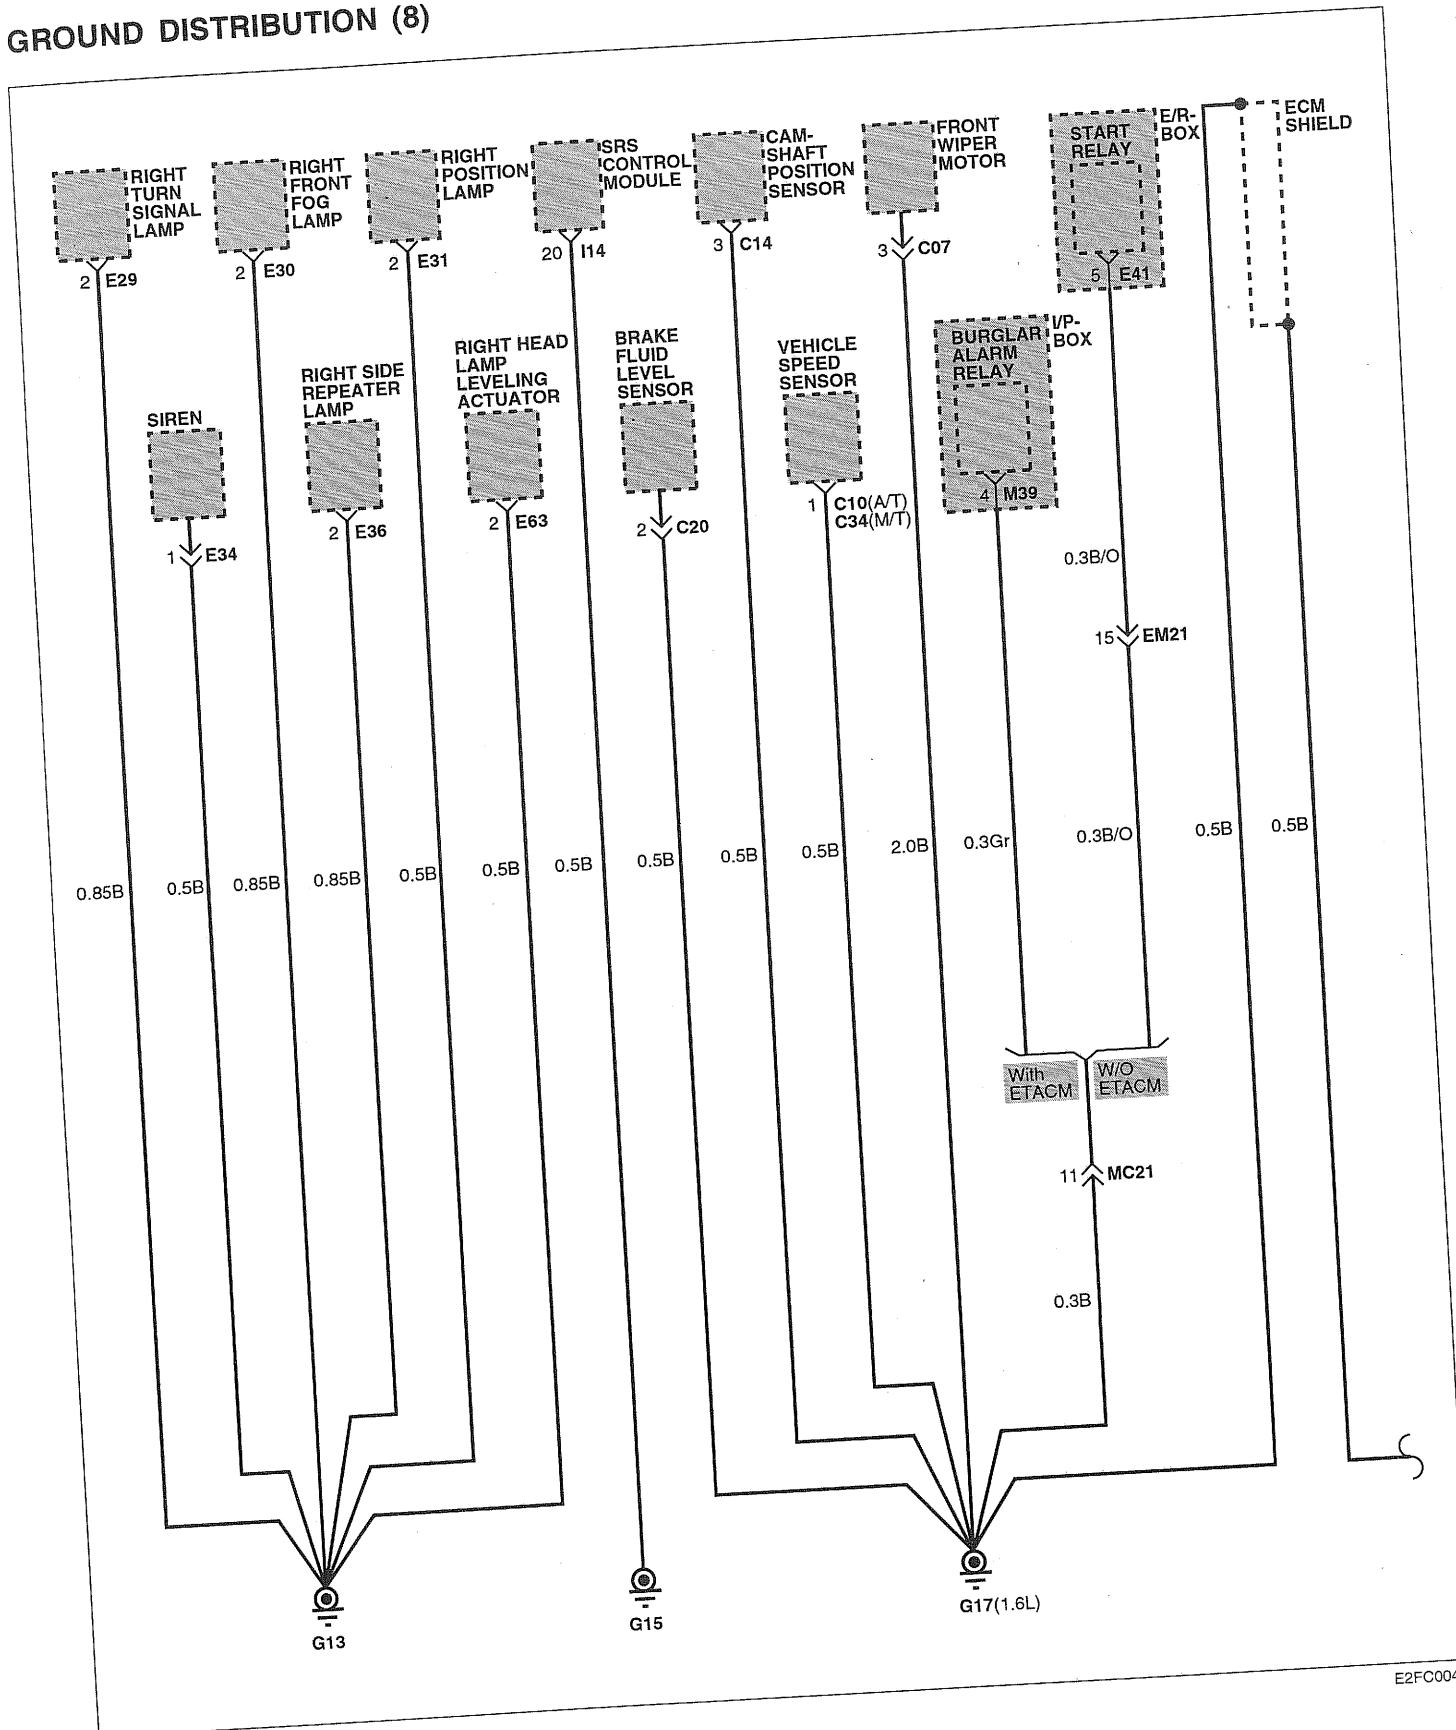 GROUND DISTRIBUTION (8)
RIGHT
TURN
SIGNAL
LAMP
2 E29
RIGHT
FRONT
FOG
LAMP
2 E30
RIGHT
POSITION
LAMP
2 E31
SRS
CONTROL
MODULE
20 I14
CAM-
SHAFT
POSITION
SENSOR
3 C14
FRONT
WIPER
MOTOR
3 C07
E/R-
BOX
START
RELAY
5 E41
ECM
SHIELD
SIREN
1 E34
RIGHT SIDE
REPEATER
LAMP
2 E36
RIGHT HEAD
LAMP
LEVELING
ACTUATOR
2 E63
BRAKE
FLUID
LEVEL
SENSOR
2 C20
VEHICLE
SPEED
SENSOR
1 C10(A/T)
C34(M/T)
I/P-
BOX
BURGLAR
ALARM
RELAY
4 M39
0.3B/O
15 EM21
0.85B
0.5B
0.85B
0.85B
0.5B
0.5B
0.5B
0.5B
0.5B
0.5B
2.0B
0.3Gr
0.3B/O
0.5B
0.5B
With
ETACM
W/O
ETACM
11 MC21
0.3B
G13
G15
G17(1.6L)
E2FC004